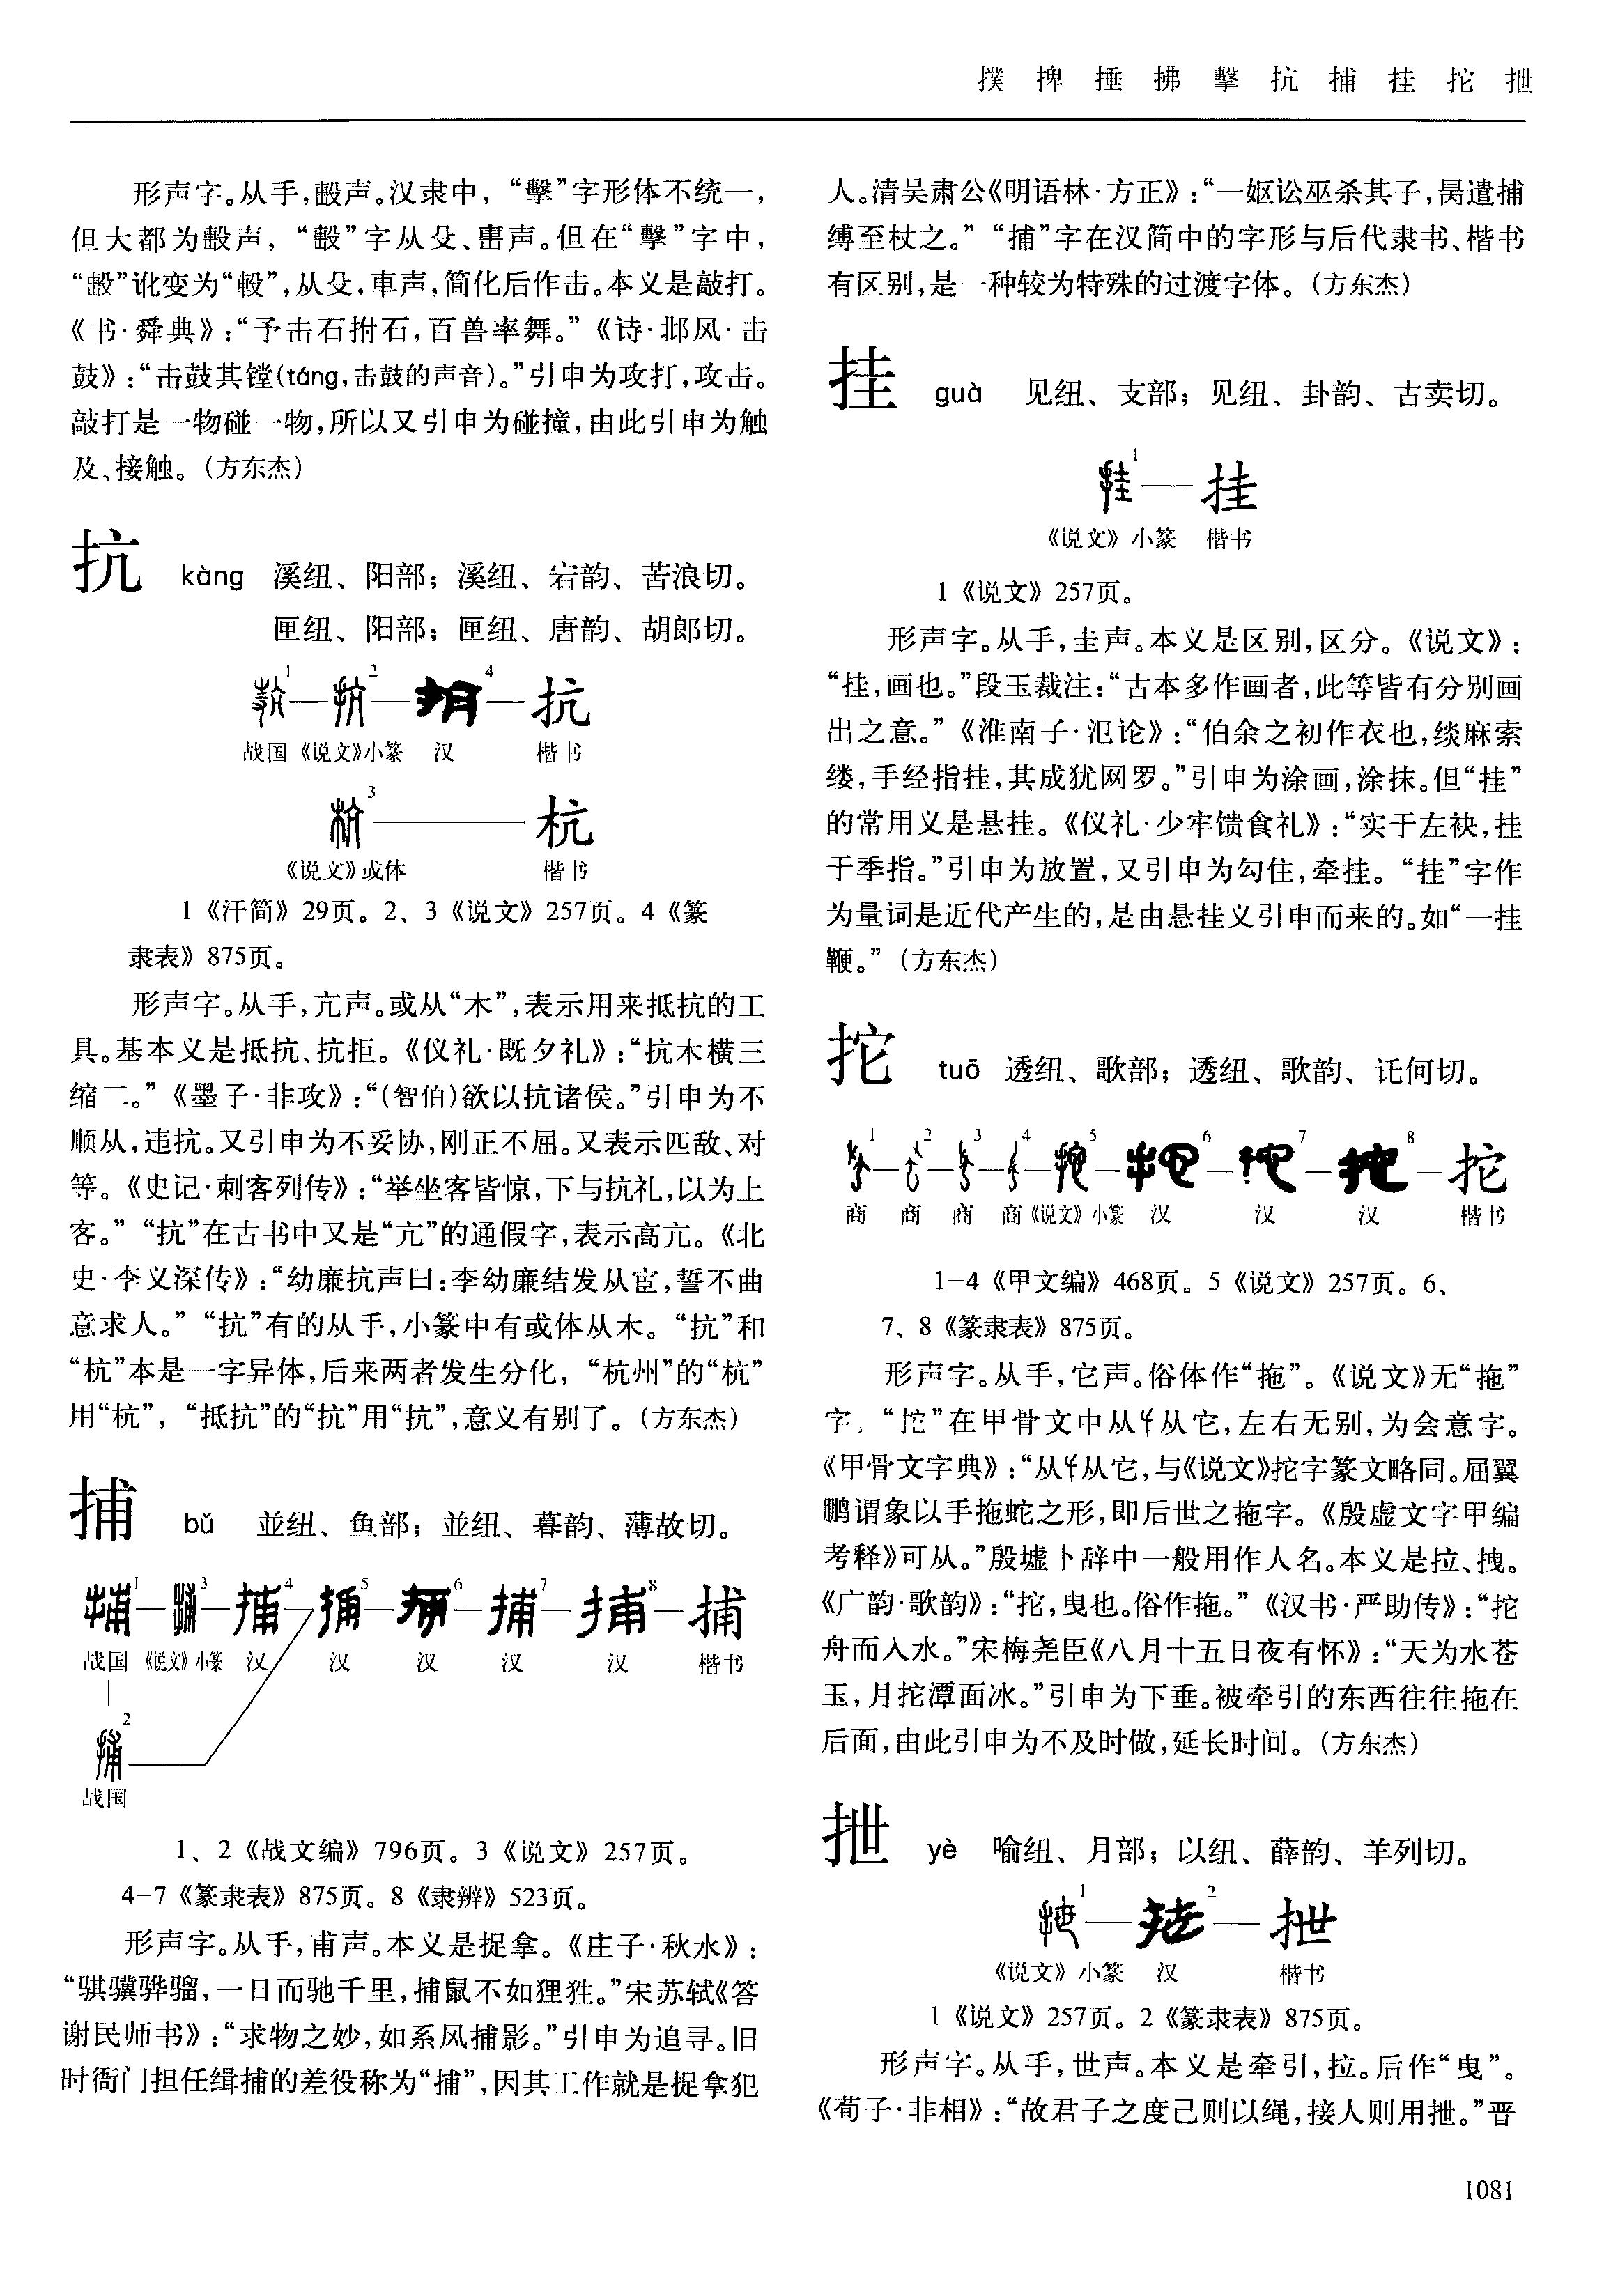 撲 捭 捶 拂 擊 抗 捕 挂 拕 抴
形声字。从手,毄声。汉隶中,“擊”字形体不统一,
但大都为毄声,“毄”字从殳、軎声。但在“擊”字中,
“毄”讹变为“㲉”,从殳,車声,简化后作击。本义是敲打。
《书·舜典》:“予击石拊石,百兽率舞。”《诗·邶风·击
鼓》:“击鼓其镗(táng,击鼓的声音)。”引申为攻打,攻击。
敲打是一物碰一物,所以又引申为碰撞,由此引申为触
及、接触。(方东杰)
抗 kàng 溪纽、阳部;溪纽、宕韵、苦浪切。
匣纽、阳部;匣纽、唐韵、胡郎切。
1 2 4 抗
战国 《说文》小篆 汉 楷书
3 杭
《说文》或体 楷书
1《汗简》29页。2、3《说文》257页。4《篆
隶表》875页。
形声字。从手,亢声。或从“木”,表示用来抵抗的工
具。基本义是抵抗、抗拒。《仪礼·既夕礼》:“抗木横三
缩二。”《墨子·非攻》:“(智伯)欲以抗诸侯。”引申为不
顺从,违抗。又引申为不妥协,刚正不屈。又表示匹敌、对
等。《史记·刺客列传》:“举坐客皆惊,下与抗礼,以为上
客。”“抗”在古书中又是“亢”的通假字,表示高亢。《北
史·李义深传》:“幼廉抗声曰:李幼廉结发从宦,誓不曲
意求人。”“抗”有的从手,小篆中有或体从木。“抗”和
“杭”本是一字异体,后来两者发生分化,“杭州”的“杭”
用“杭”,“抵抗”的“抗”用“抗”,意义有别了。(方东杰)
捕 bǔ 並纽、鱼部;並纽、暮韵、薄故切。
1 3 4 5 6 7 8 捕
战国 《说文》小篆 汉 汉 汉 汉 汉 楷书
2
战国
1、2《战文编》796页。3《说文》257页。
4-7《篆隶表》875页。8《隶辨》523页。
形声字。从手,甫声。本义是捉拿。《庄子·秋水》:
“骐骥骅骝,一日而驰千里,捕鼠不如狸狌。”宋苏轼《答
谢民师书》:“求物之妙,如系风捕影。”引申为追寻。旧
时衙门担任缉捕的差役称为“捕”,因其工作就是捉拿犯
人。清吴肃公《明语林·方正》:“一妪讼巫杀其子,昺遣捕
缚至杖之。”“捕”字在汉简中的字形与后代隶书、楷书
有区别,是一种较为特殊的过渡字体。(方东杰)
挂 guà 见纽、支部;见纽、卦韵、古卖切。
1 挂
《说文》小篆 楷书
1《说文》257页。
形声字。从手,圭声。本义是区别,区分。《说文》:
“挂,画也。”段玉裁注:“古本多作画者,此等皆有分别画
出之意。”《淮南子·氾论》:“伯余之初作衣也,緂麻索
缕,手经指挂,其成犹网罗。”引申为涂画,涂抹。但“挂”
的常用义是悬挂。《仪礼·少牢馈食礼》:“实于左袂,挂
于季指。”引申为放置,又引申为勾住,牵挂。“挂”字作
为量词是近代产生的,是由悬挂义引申而来的。如“一挂
鞭。”(方东杰)
拕 tuō 透纽、歌部;透纽、歌韵、讬何切。
1 2 3 4 5 6 7 8 拕
商 商 商 商 《说文》小篆 汉 汉 汉 楷书
1-4《甲文编》468页。5《说文》257页。6、
7、8《篆隶表》875页。
形声字。从手,它声。俗体作“拖”。《说文》无“拖”
字,“拕”在甲骨文中从从它,左右无别,为会意字。
《甲骨文字典》:“从从它,与《说文》拕字篆文略同。屈翼
鹏谓象以手拖蛇之形,即后世之拖字。《殷虚文字甲编
考释》可从。”殷墟卜辞中一般用作人名。本义是拉、拽。
《广韵·歌韵》:“拕,曳也。俗作拖。”《汉书·严助传》:“拕
舟而入水。”宋梅尧臣《八月十五日夜有怀》:“天为水苍
玉,月拕潭面冰。”引申为下垂。被牵引的东西往往拖在
后面,由此引申为不及时做,延长时间。(方东杰)
抴 yè 喻纽、月部;以纽、薛韵、羊列切。
1 2 抴
《说文》小篆 汉 楷书
1《说文》257页。2《篆隶表》875页。
形声字。从手,世声。本义是牵引,拉。后作“曳”。
《荀子·非相》:“故君子之度己则以绳,接人则用抴。”晋
1081